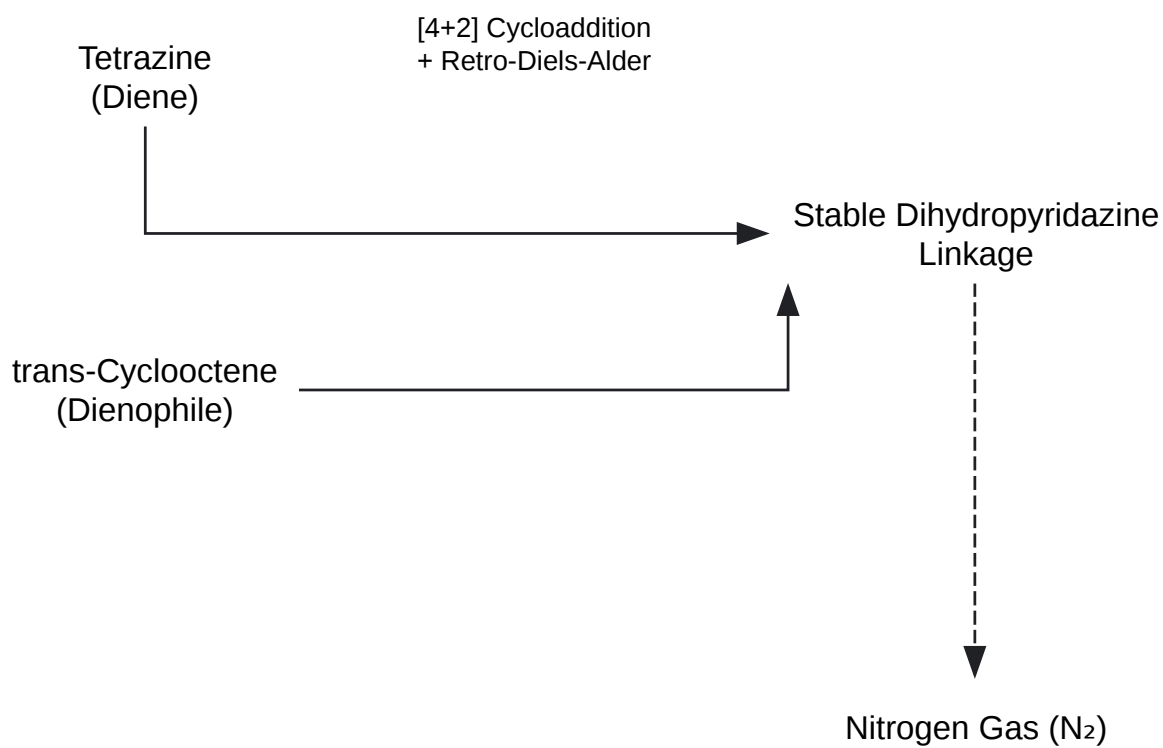 [4+2] Cycloaddition
+ Retro-Diels-Alder
Tetrazine
(Diene)
Stable Dihydropyridazine
Linkage
trans-Cyclooctene
(Dienophile)
Nitrogen Gas (N₂)